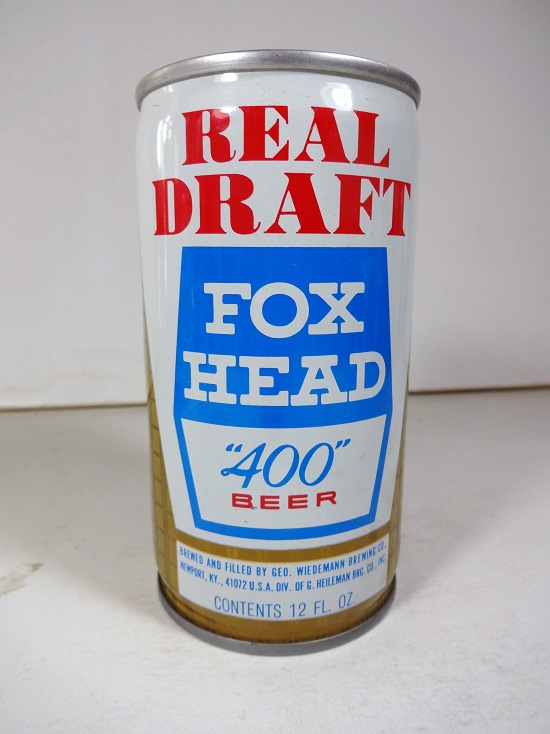 REAL
DRAFT
FOX
HEAD
"400"
BEER
BREWED AND FILLED BY GEO. WIEDEMANN BREWING CO.
NEWPORT, KY., 41072 U.S.A. DIV. OF G. HEILEMAN BRG. CO., INC.
CONTENTS 12 FL. OZ.